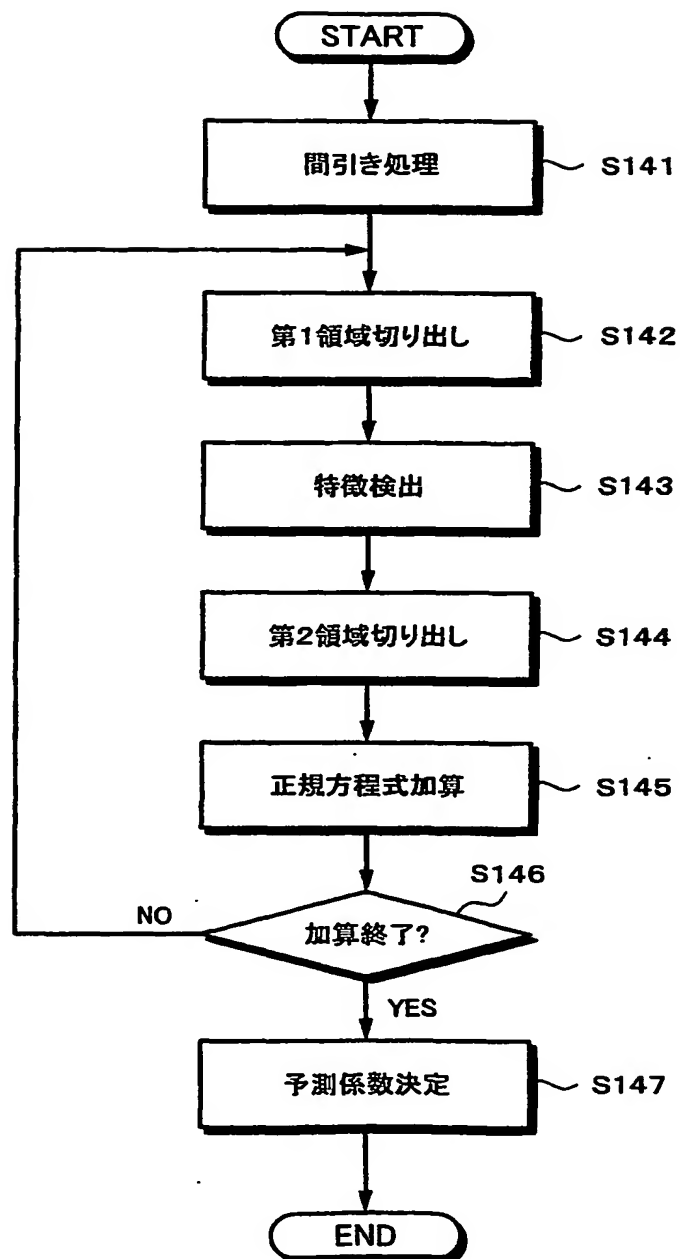 START
間引き処理
S141
第1領域切り出し
S142
特徴検出
S143
第2領域切り出し
S144
正規方程式加算
S145
S146
NO
加算終了?
YES
予測係数決定
S147
END